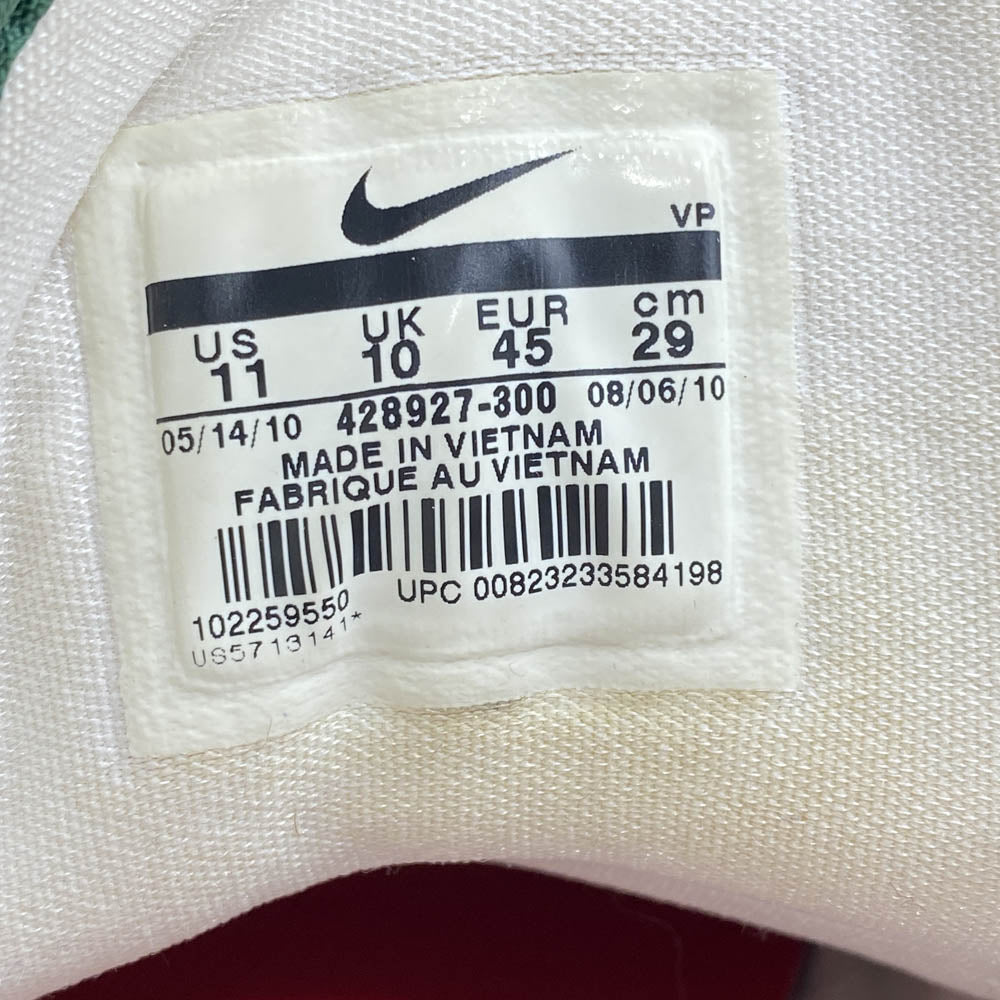 VP
US UK EUR cm
11 10 45 29
05/14/10 428927-300 08/06/10
MADE IN VIETNAM
FABRIQUE AU VIETNAM
1022595550 UPC 00823233584198
US5713141*